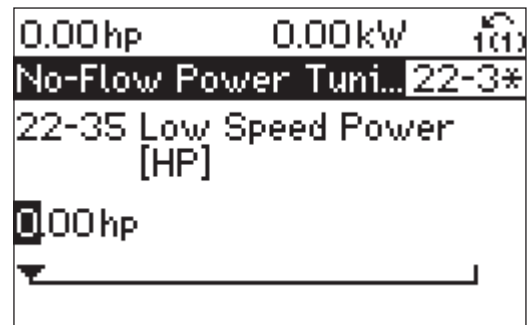 0.00hp 0.00kW 1(1)
No-Flow Power Tuni... 22-3*
22-35 Low Speed Power
[HP]
0.00hp